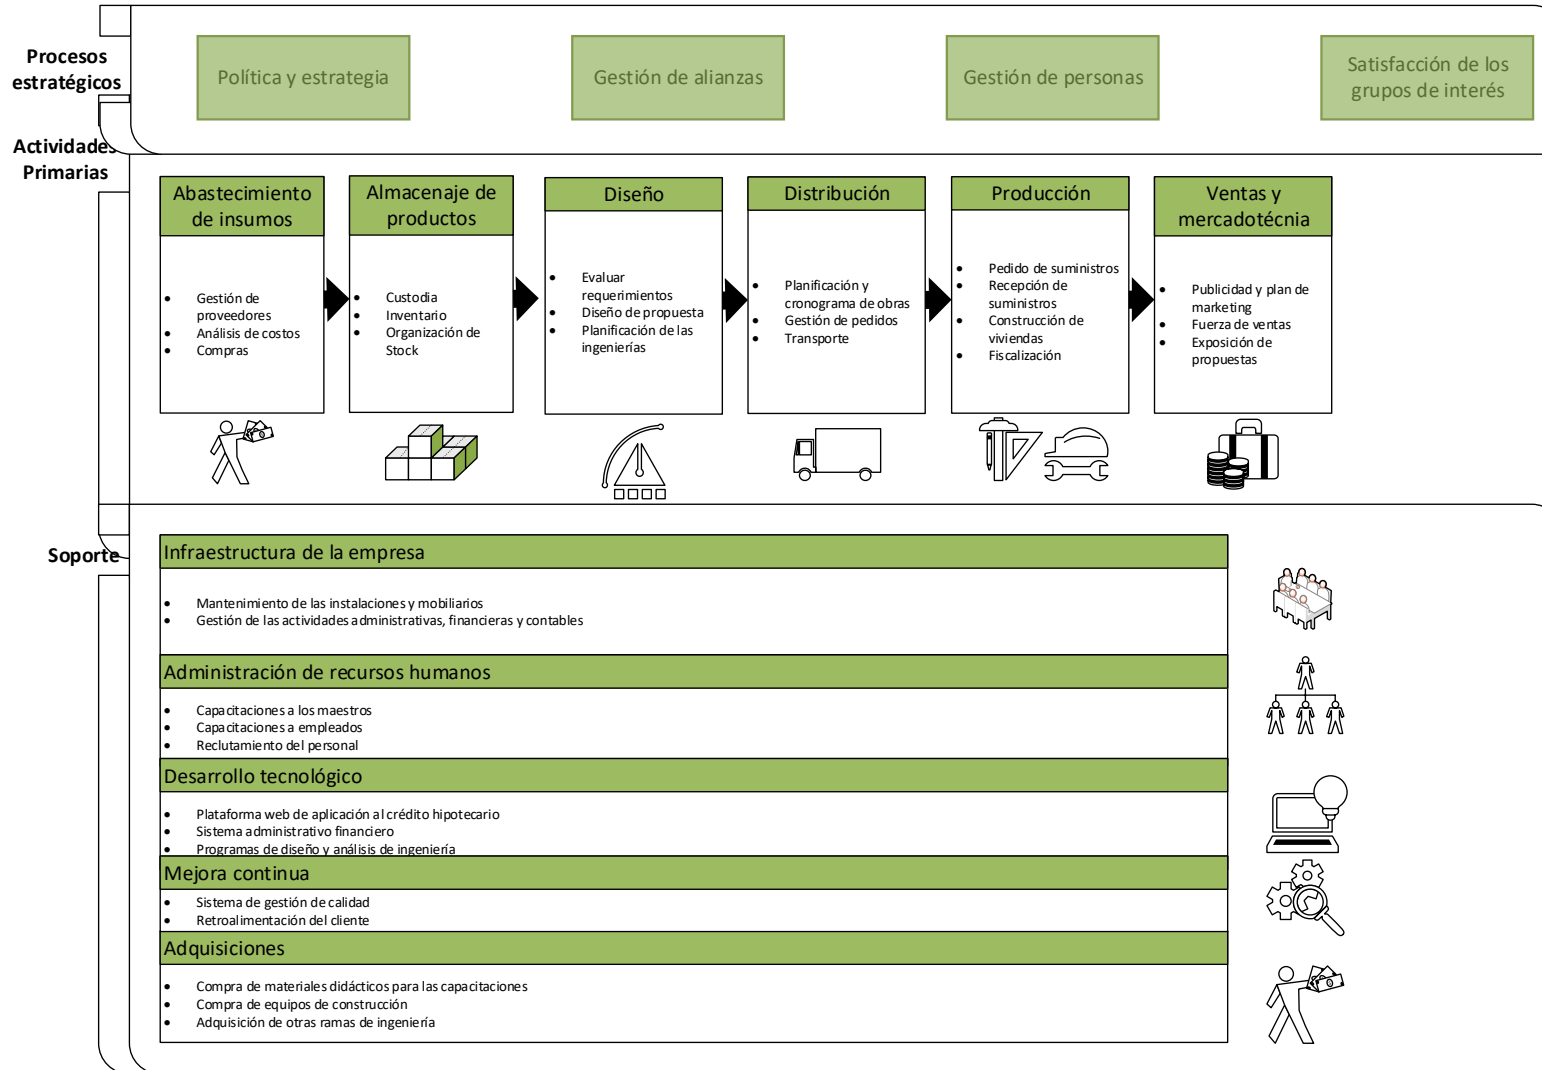 Procesos
estratégicos
Política y estrategia
Gestión de alianzas
Gestión de personas
Satisfacción de los
grupos de interés
Actividades
Primarias
Abastecimiento
de insumos
• Gestión de
proveedores
• Análisis de costos
• Compras
Almacenaje de
productos
• Custodia
• Inventario
• Organización de
Stock
Diseño
• Evaluar
requerimientos
• Diseño de propuesta
• Planificación de las
ingenierías
Distribución
• Planificación y
cronograma de obras
• Gestión de pedidos
• Transporte
Producción
• Pedido de suministros
• Recepción de
suministros
• Construcción de
viviendas
• Fiscalización
Ventas y
mercadotécnia
• Publicidad y plan de
marketing
• Fuerza de ventas
• Exposición de
propuestas
Soporte
Infraestructura de la empresa
• Mantenimiento de las instalaciones y mobiliarios
• Gestión de las actividades administrativas, financieras y contables
Administración de recursos humanos
• Capacitaciones a los maestros
• Capacitaciones a empleados
• Reclutamiento del personal
Desarrollo tecnológico
• Plataforma web de aplicación al crédito hipotecario
• Sistema administrativo financiero
• Programas de diseño y análisis de ingeniería
Mejora continua
• Sistema de gestión de calidad
• Retroalimentación del cliente
Adquisiciones
• Compra de materiales didácticos para las capacitaciones
• Compra de equipos de construcción
• Adquisición de otras ramas de ingeniería